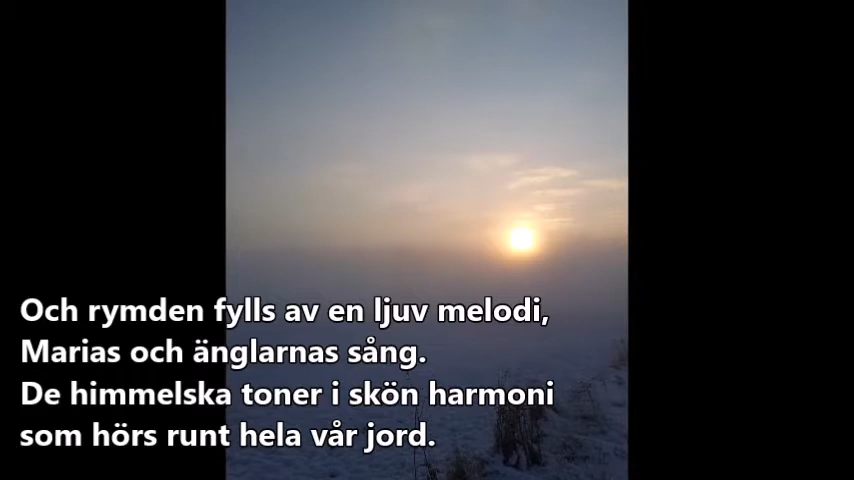 Och rymden fylls av en ljuv melodi,
Marias och änglarnas sång.
De himmelska toner i skön harmoni
som hörs runt hela vår jord.